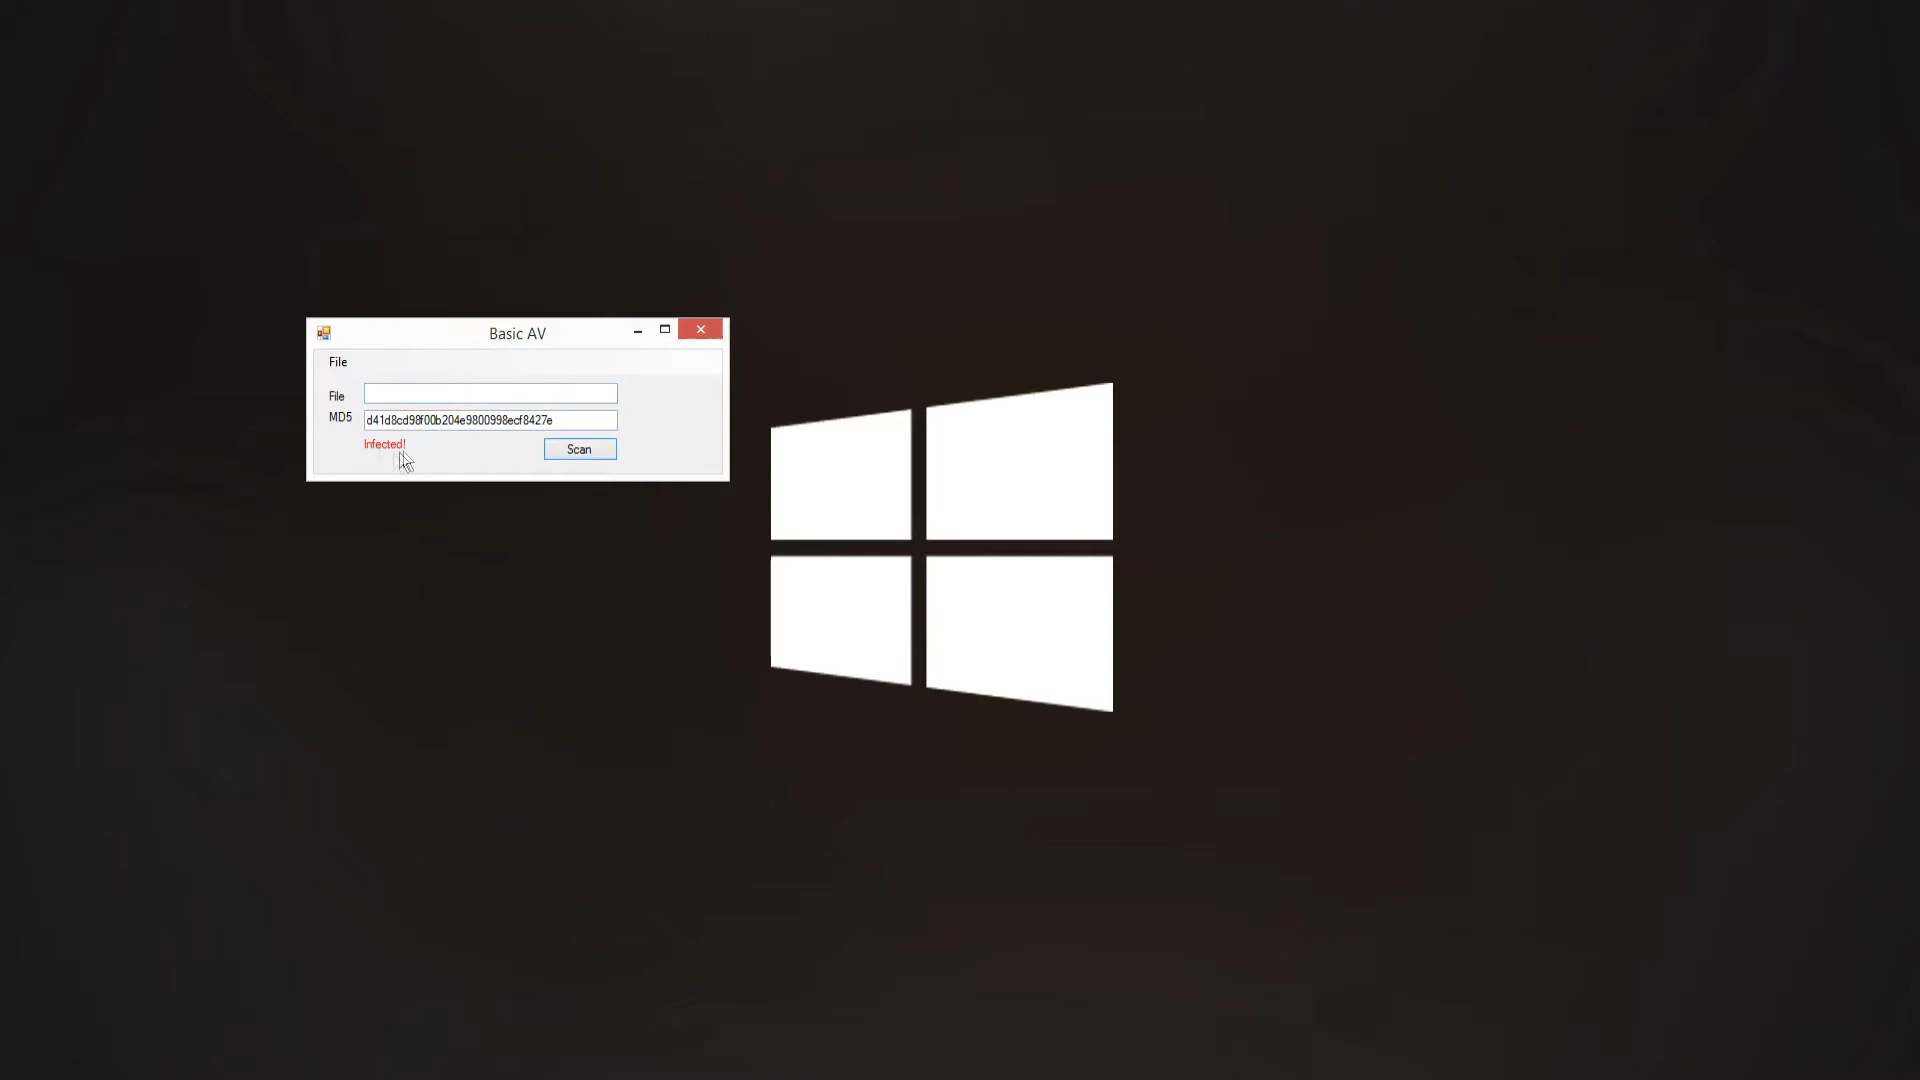 Basic AV
File
File
MD5 d41d8cd98f00b204e9800998ecf8427e
Infected!
Scan